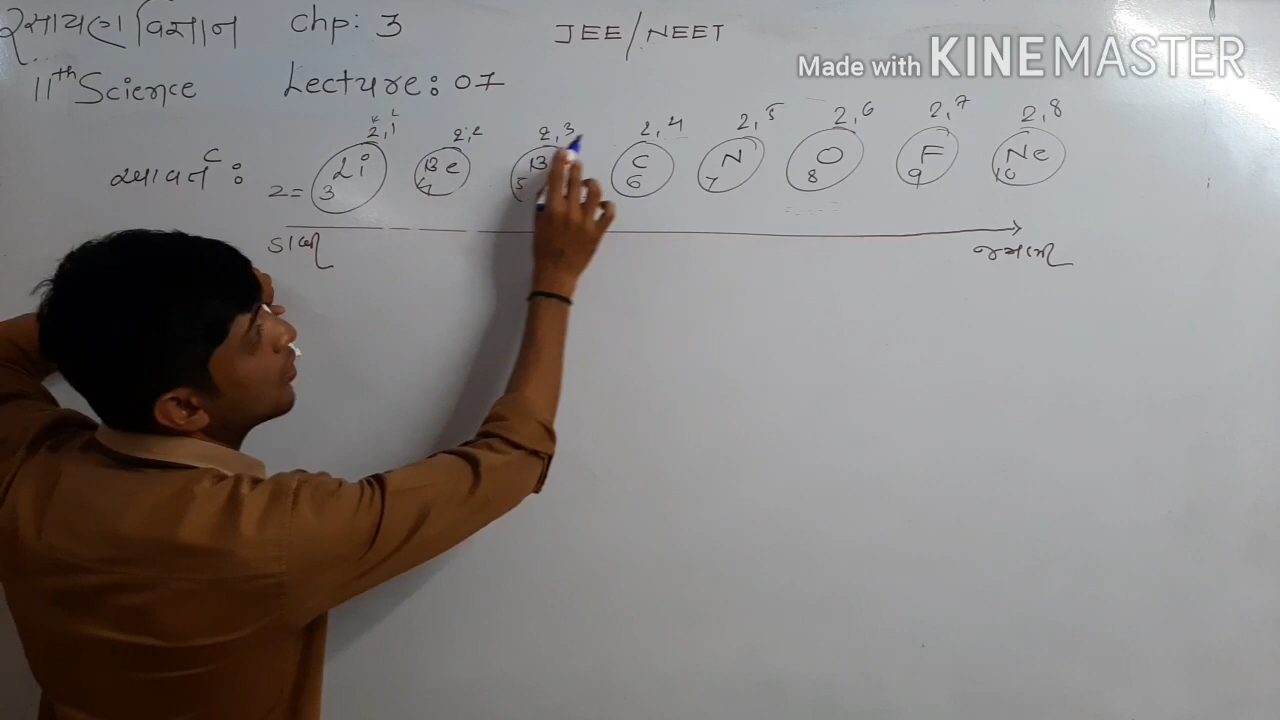 રસાયણ વિજ્ઞાન Chp: 3 JEE/NEET
Made with KINEMASTER
11th Science Lecture: 07
K L
2,1 2,2 2,3 2,4 2,5 2,6 2,7 2,8
આવર્ત : Z= Li Be B C N O F Ne
3 4 5 6 7 8 9 10
ડાબે જમણે